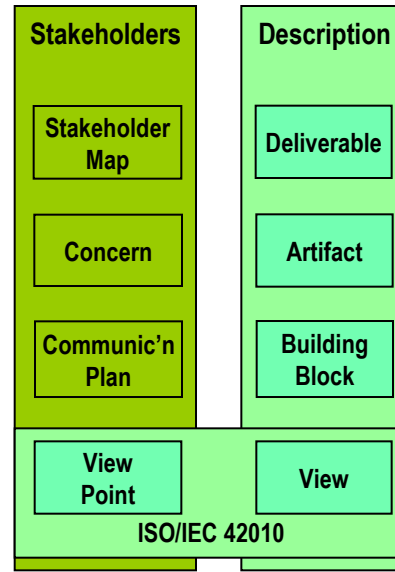 Stakeholders
Stakeholder
Map
Concern
Communic'n
Plan
View
Point
Description
Deliverable
Artifact
Building
Block
View
ISO/IEC 42010